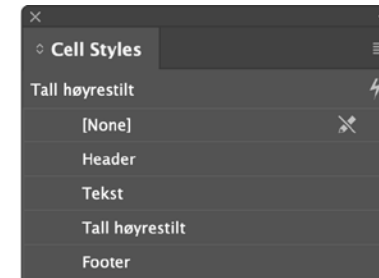 Cell Styles
Tall høyrestilt
[None]
Header
Tekst
Tall høyrestilt
Footer